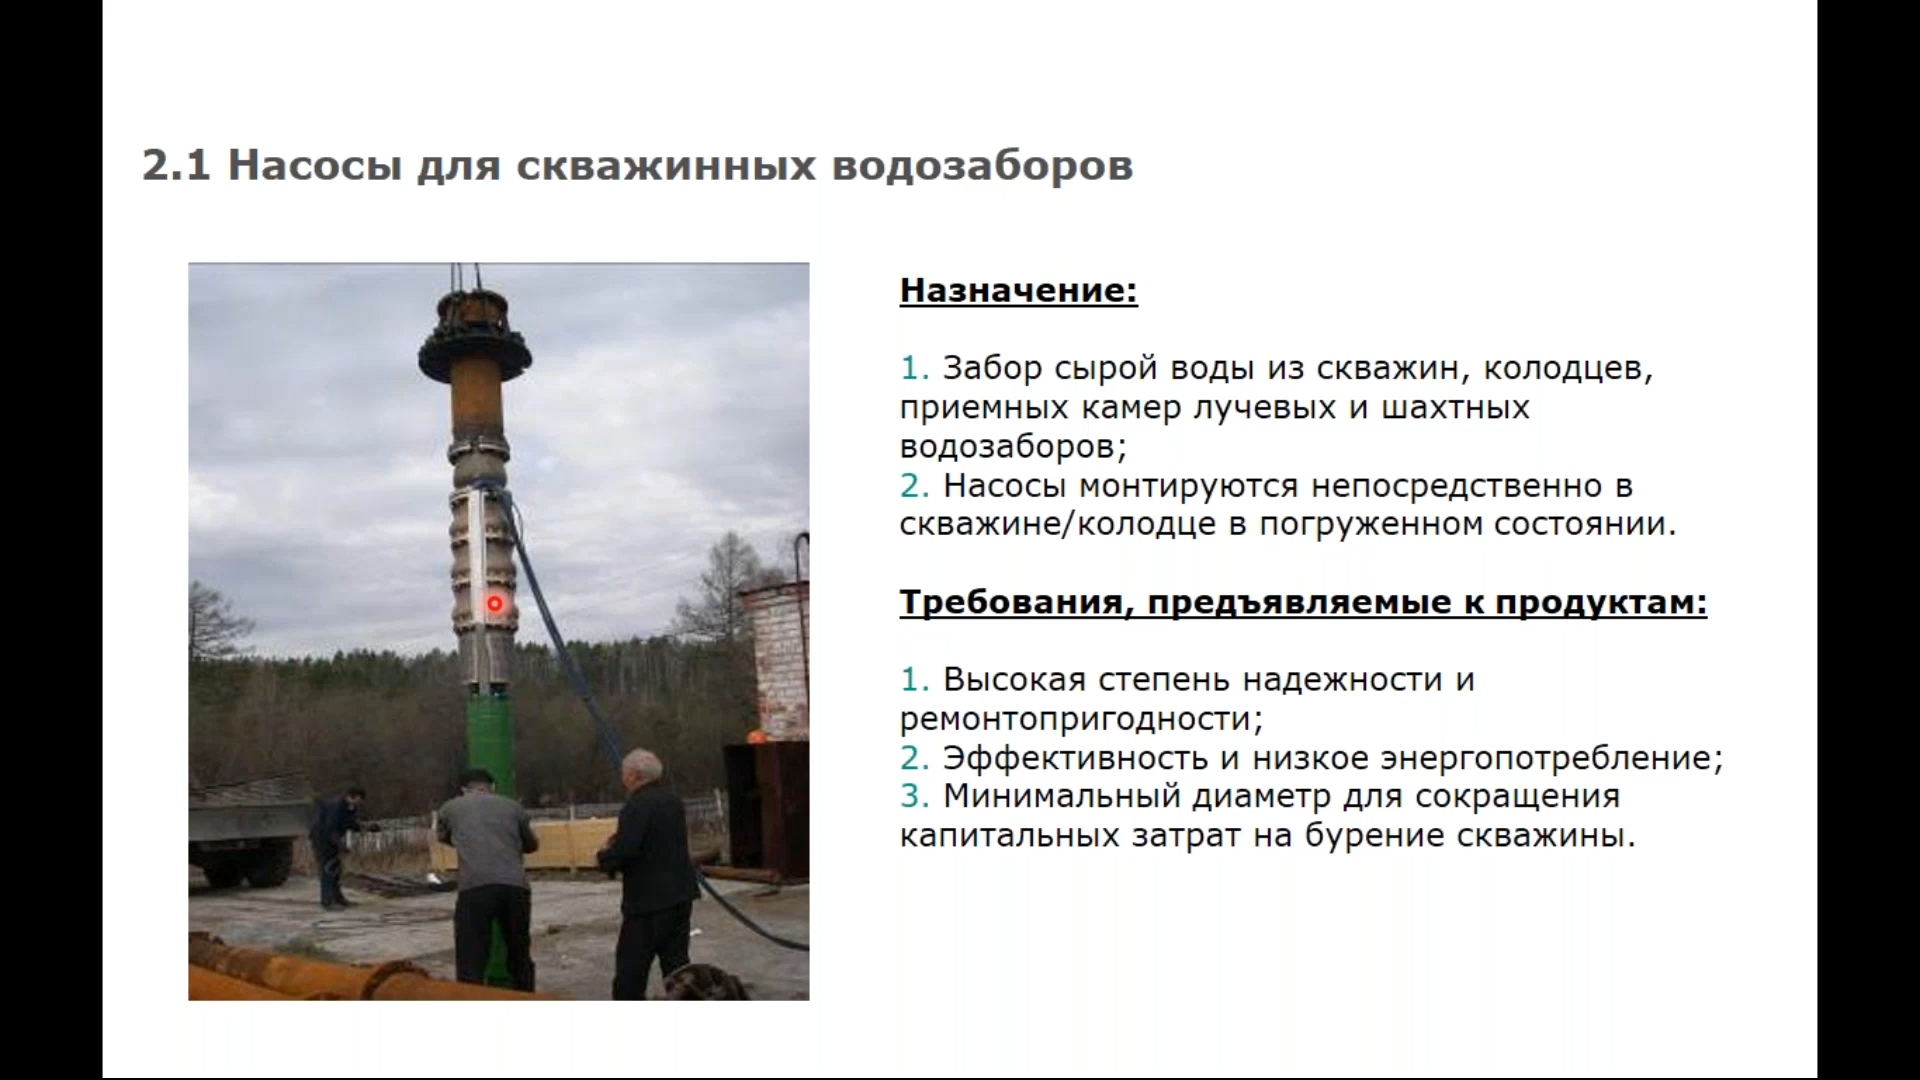 2.1 Насосы для скважинных водозаборов
Назначение:
1. Забор сырой воды из скважин, колодцев,
приемных камер лучевых и шахтных
водозаборов;
2. Насосы монтируются непосредственно в
скважине/колодце в погруженном состоянии.
Требования, предъявляемые к продуктам:
1. Высокая степень надежности и
ремонтопригодности;
2. Эффективность и низкое энергопотребление;
3. Минимальный диаметр для сокращения
капитальных затрат на бурение скважины.